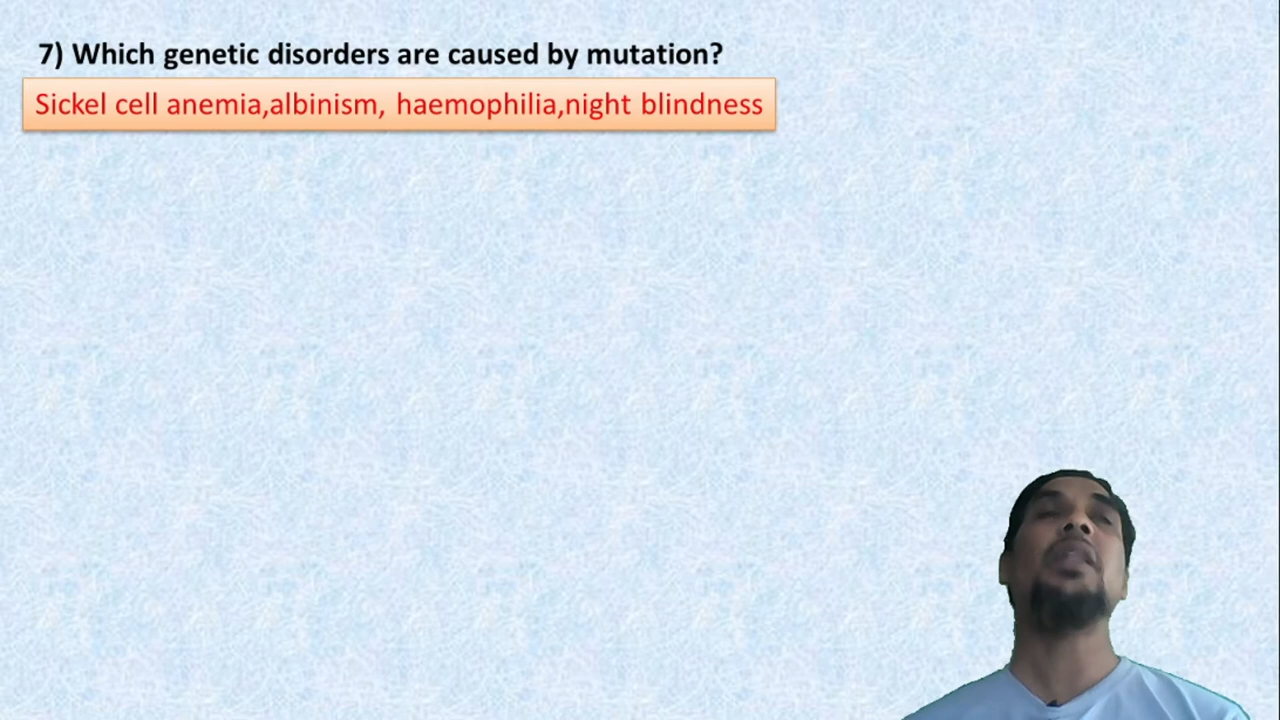 7) Which genetic disorders are caused by mutation?
Sickel cell anemia,albinism, haemophilia,night blindness